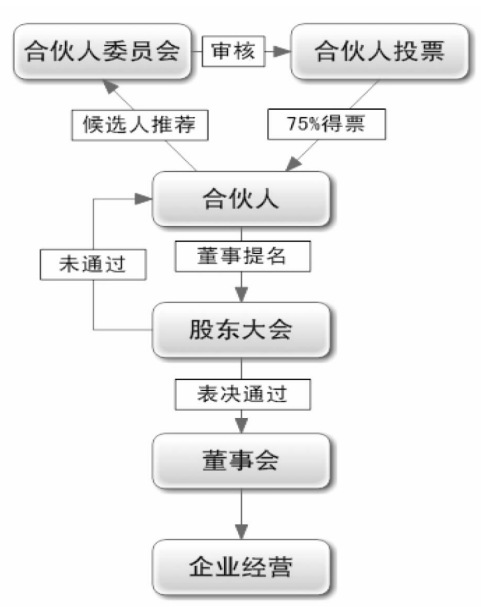 合伙人委员会
审核
合伙人投票
候选人推荐
75%得票
合伙人
未通过
董事提名
股东大会
表决通过
董事会
企业经营